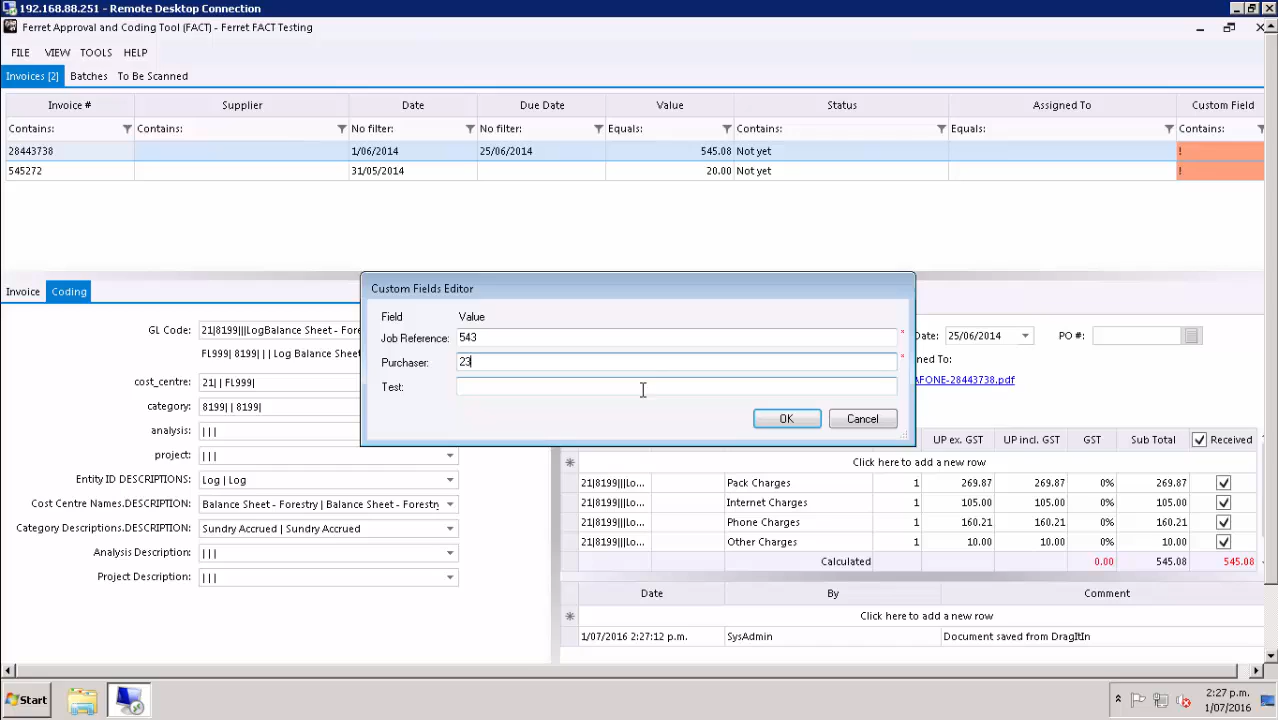 192.168.88.251 - Remote Desktop Connection
Ferret Approval and Coding Tool (FACT) - Ferret FACT Testing
FILE VIEW TOOLS HELP
Invoices [2] Batches To Be Scanned
Invoice # Supplier Date Due Date Value Status Assigned To Custom Field
Contains: Contains: No filter: No filter: Equals: Contains: Equals: Contains:
28443738 1/06/2014 25/06/2014 545.08 Not yet !
545272 31/05/2014 20.00 Not yet !
Custom Fields Editor
Field Value
Job Reference: 543 *
Purchaser: 23 *
Test:
OK Cancel
Invoice Coding
GL Code: 21|8199|||LogBalance Sheet - Fore
FL999| 8199| | | Log Balance Sheet
cost_centre: 21| | FL999|
category: 8199| | 8199|
analysis: | | |
project: | | |
Entity ID DESCRIPTIONS: Log | Log
Cost Centre Names.DESCRIPTION: Balance Sheet - Forestry | Balance Sheet - Forestry
Category Descriptions.DESCRIPTION: Sundry Accrued | Sundry Accrued
Analysis Description: | | |
Project Description: | | |
Date: 25/06/2014 PO #:
ned To:
AFONE-28443738.pdf
UP ex. GST UP incl. GST GST Sub Total Received
Click here to add a new row
21|8199|||Lo... Pack Charges 1 269.87 269.87 0% 269.87
21|8199|||Lo... Internet Charges 1 105.00 105.00 0% 105.00
21|8199|||Lo... Phone Charges 1 160.21 160.21 0% 160.21
21|8199|||Lo... Other Charges 1 10.00 10.00 0% 10.00
Calculated 0.00 545.08 545.08
Date By Comment
Click here to add a new row
1/07/2016 2:27:12 p.m. SysAdmin Document saved from DragItIn
Start
2:27 p.m.
1/07/2016